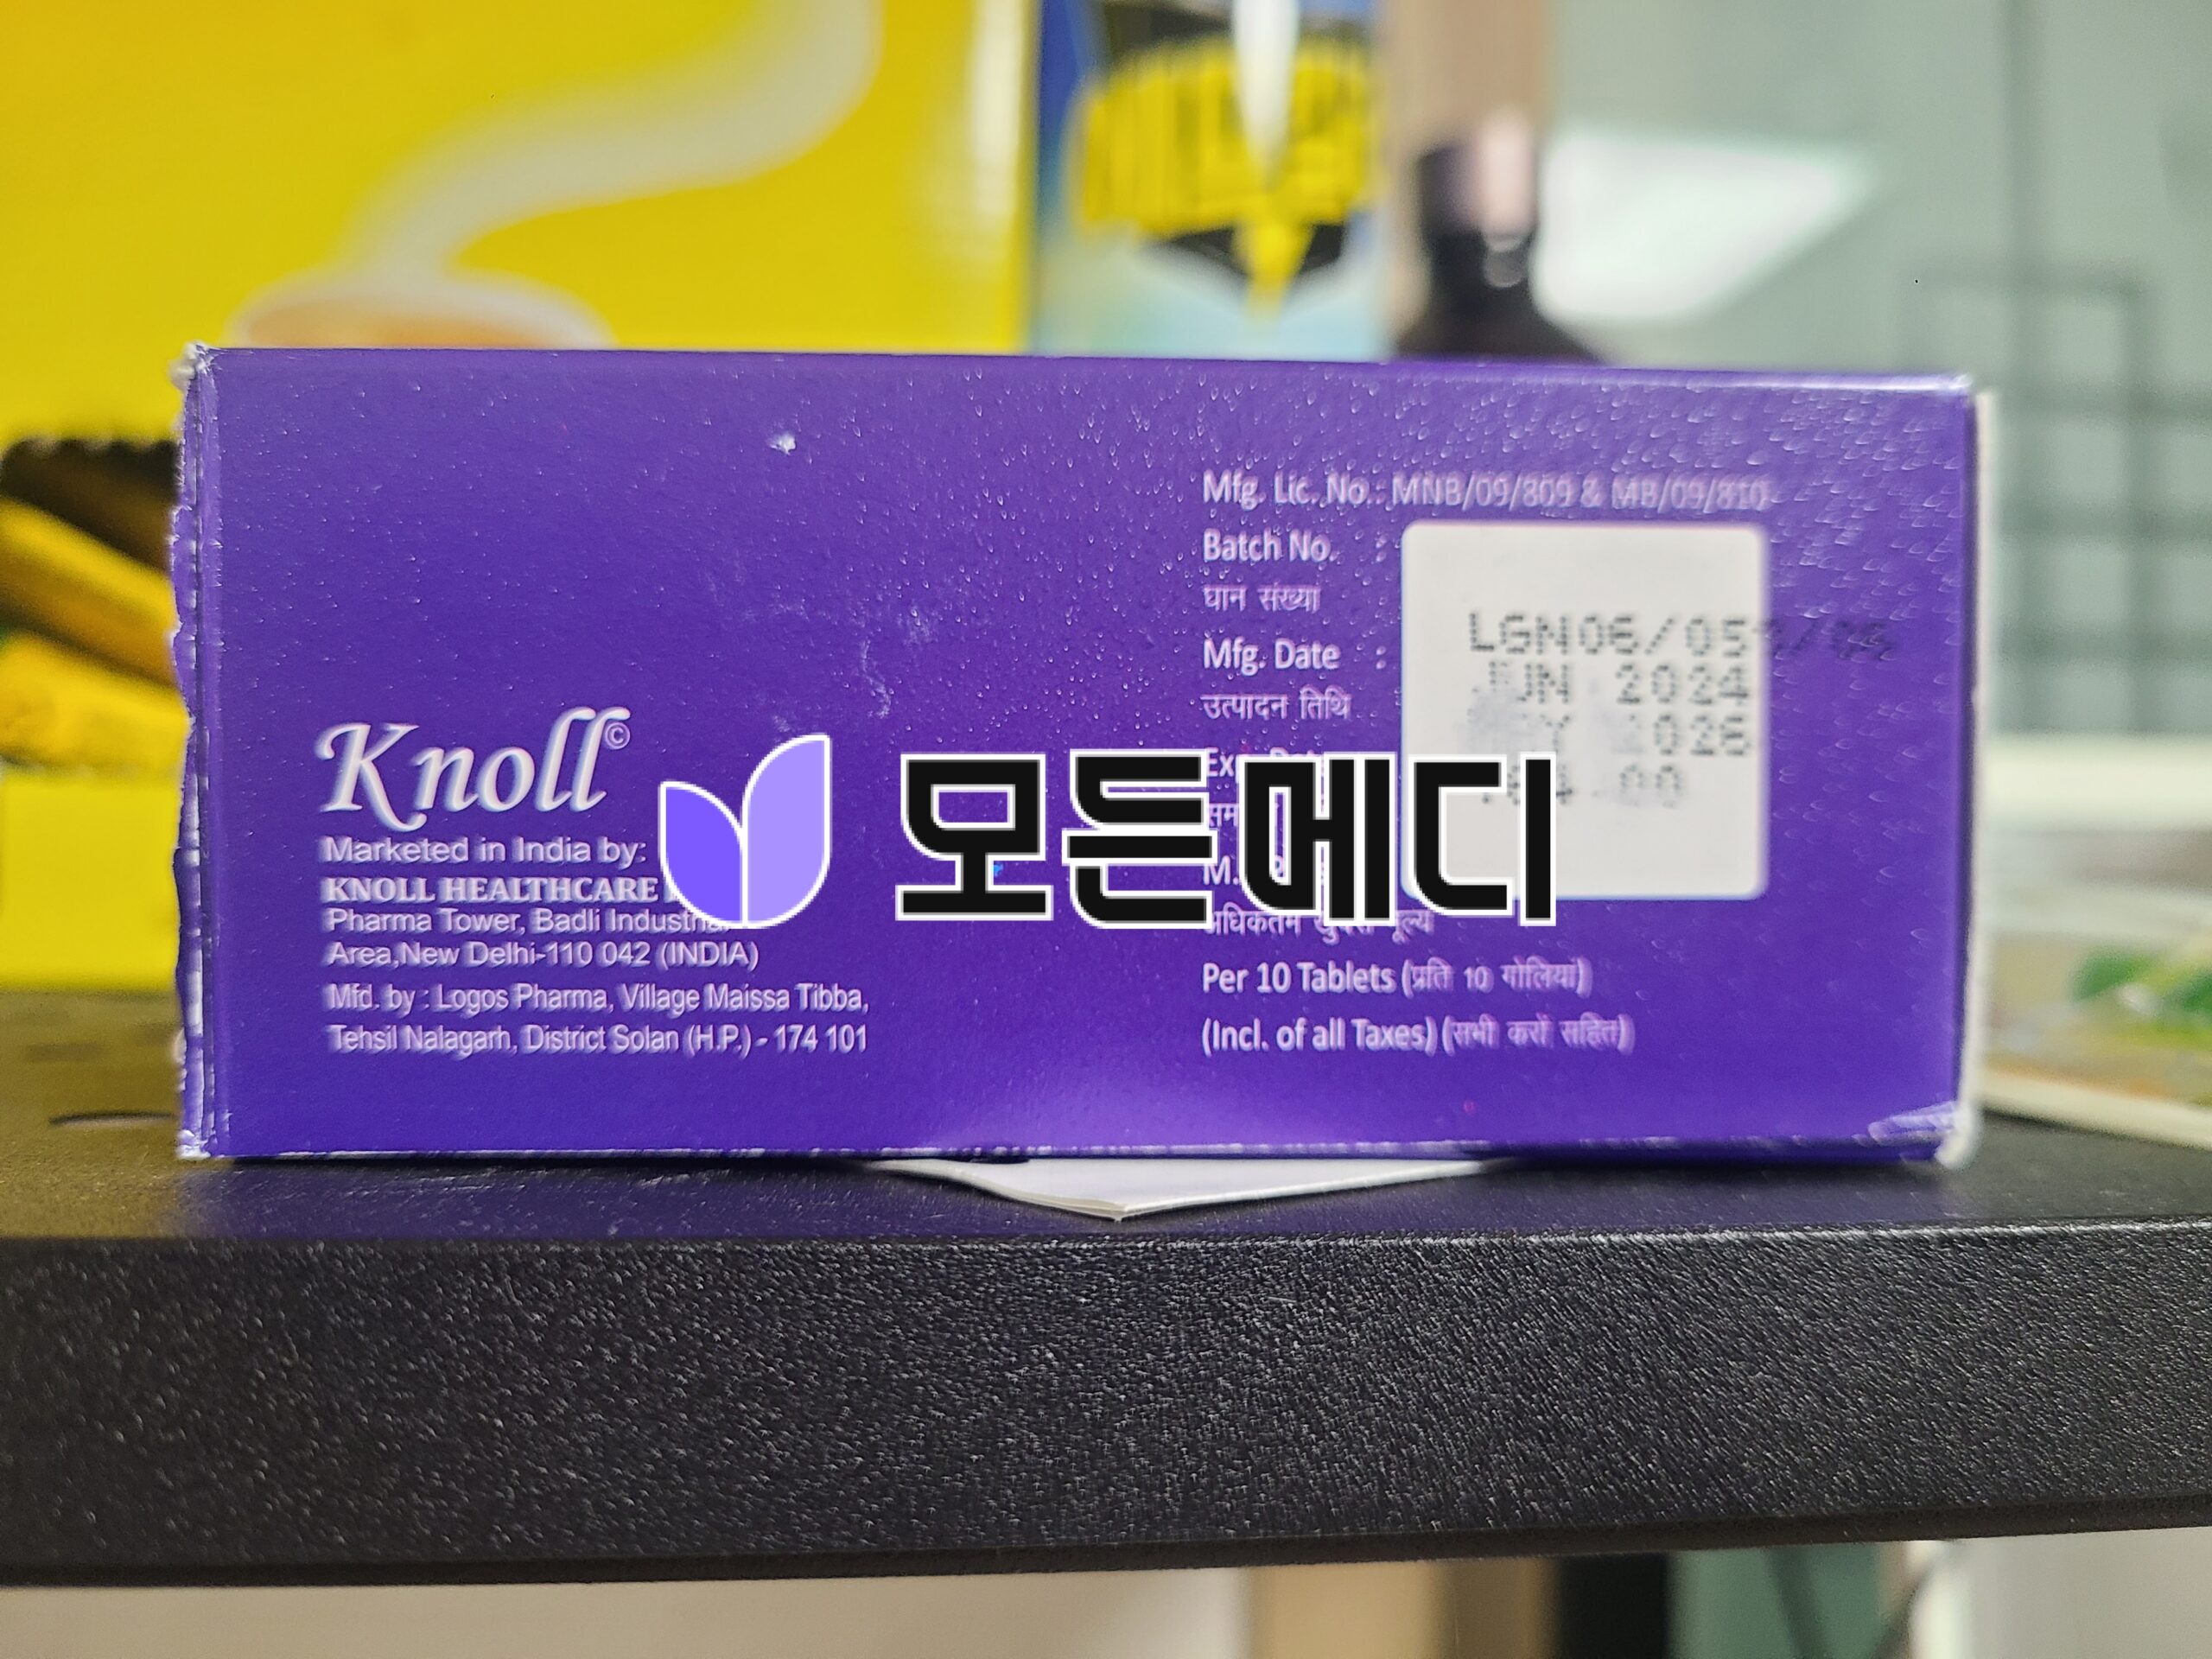 Knoll©
Marketed in India by:
KNOLL HEALTHCARE
Pharma Tower, Badli
Area,New Delhi-110 042 (INDIA)
Mfd. by : Logos Pharma, Village Maissa Tibba,
Tehsil Nalagarh, District Solan (H.P.) - 174 101
모든메디
Mfg. Lic. No.: MNB/09/809 & MB/09/810
Batch No. :
घान संख्या
Mfg. Date :
उत्पादन तिथि
अधिकतम
Per 10 Tablets (प्रति 10 गोलिया)
(Incl. of all Taxes) (सभी करों सहित)
LGN06/05
JUN 2024